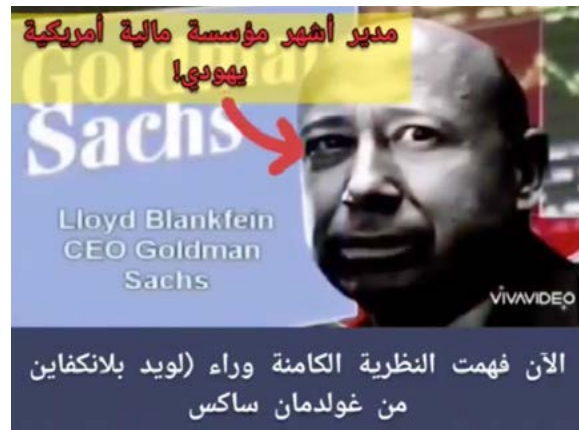 مدير أشهر مؤسسة مالية أمريكية
يهودي!
Goldman
Sachs
Lloyd Blankfein
CEO Goldman
Sachs
VIVAVIDEO
الآن فهمت النظرية الكامنة وراء (لويد بلانكفاين
من غولدمان ساكس